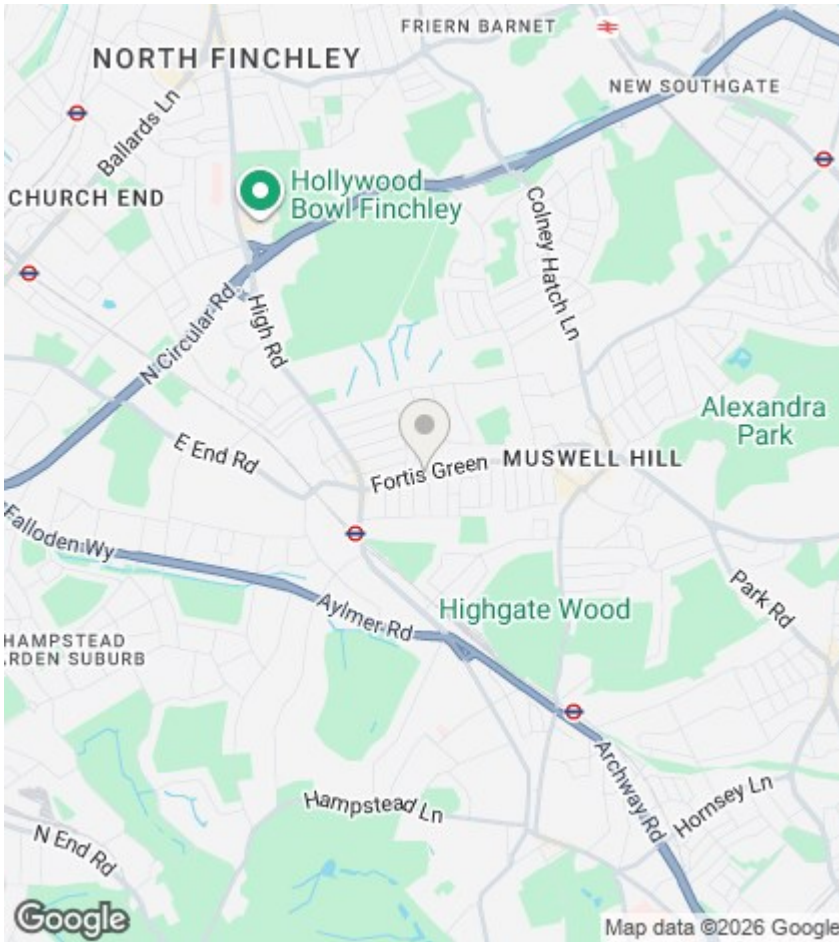 FRIERN BARNET
NORTH FINCHLEY
NEW SOUTHGATE
Ballards Ln
CHURCH END
Hollywood
Bowl Finchley
Colney Hatch Ln
N Circular Rd
High Rd
Alexandra
Park
E End Rd
Fortis Green
MUSWELL HILL
Falloden Wy
Park Rd
Aylmer Rd
Highgate Wood
HAMPSTEAD
ARDEN SUBURB
Archway Rd
Hampstead Ln
Hornsey Ln
N End Rd
Google
Map data ©2026 Google